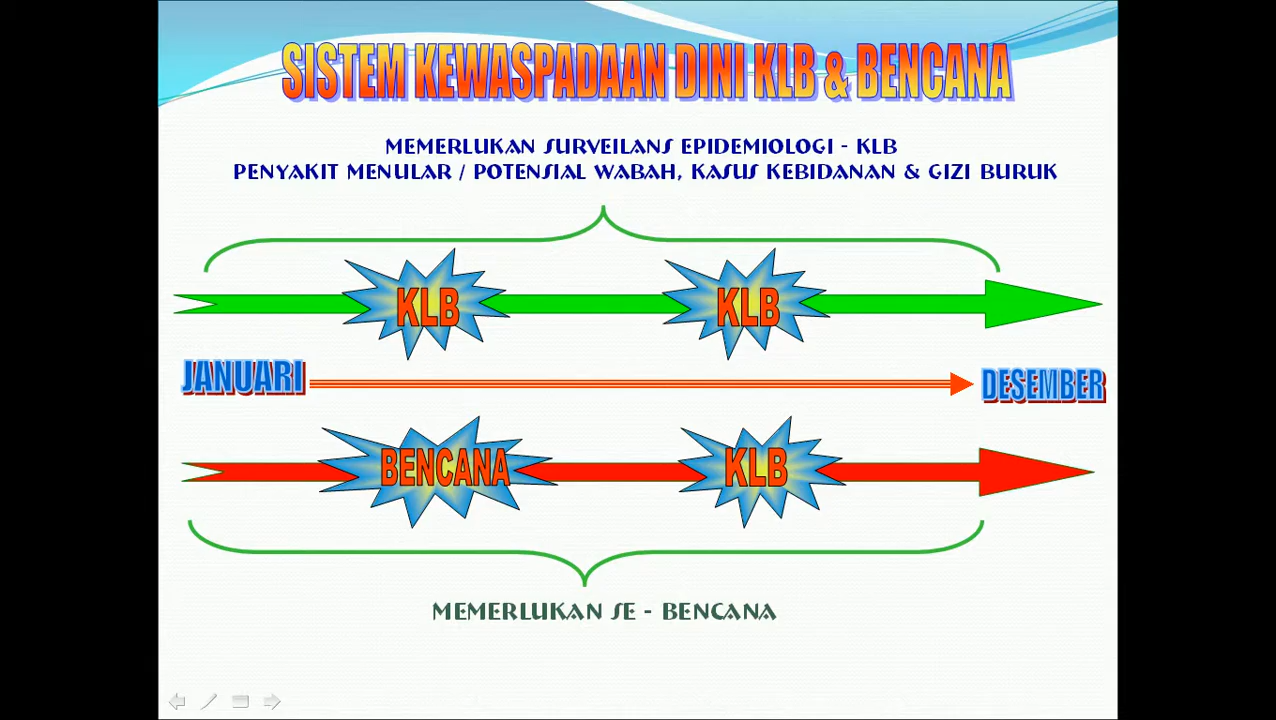 SISTEM KEWASPADAAN DINI KLB & BENCANA
MEMERLUKAN SURVEILANS EPIDEMIOLOGI - KLB
PENYAKIT MENULAR / POTENSIAL WABAH, KASUS KEBIDANAN & GIZI BURUK
KLB KLB
JANUARI DESEMBER
BENCANA KLB
MEMERLUKAN SE - BENCANA